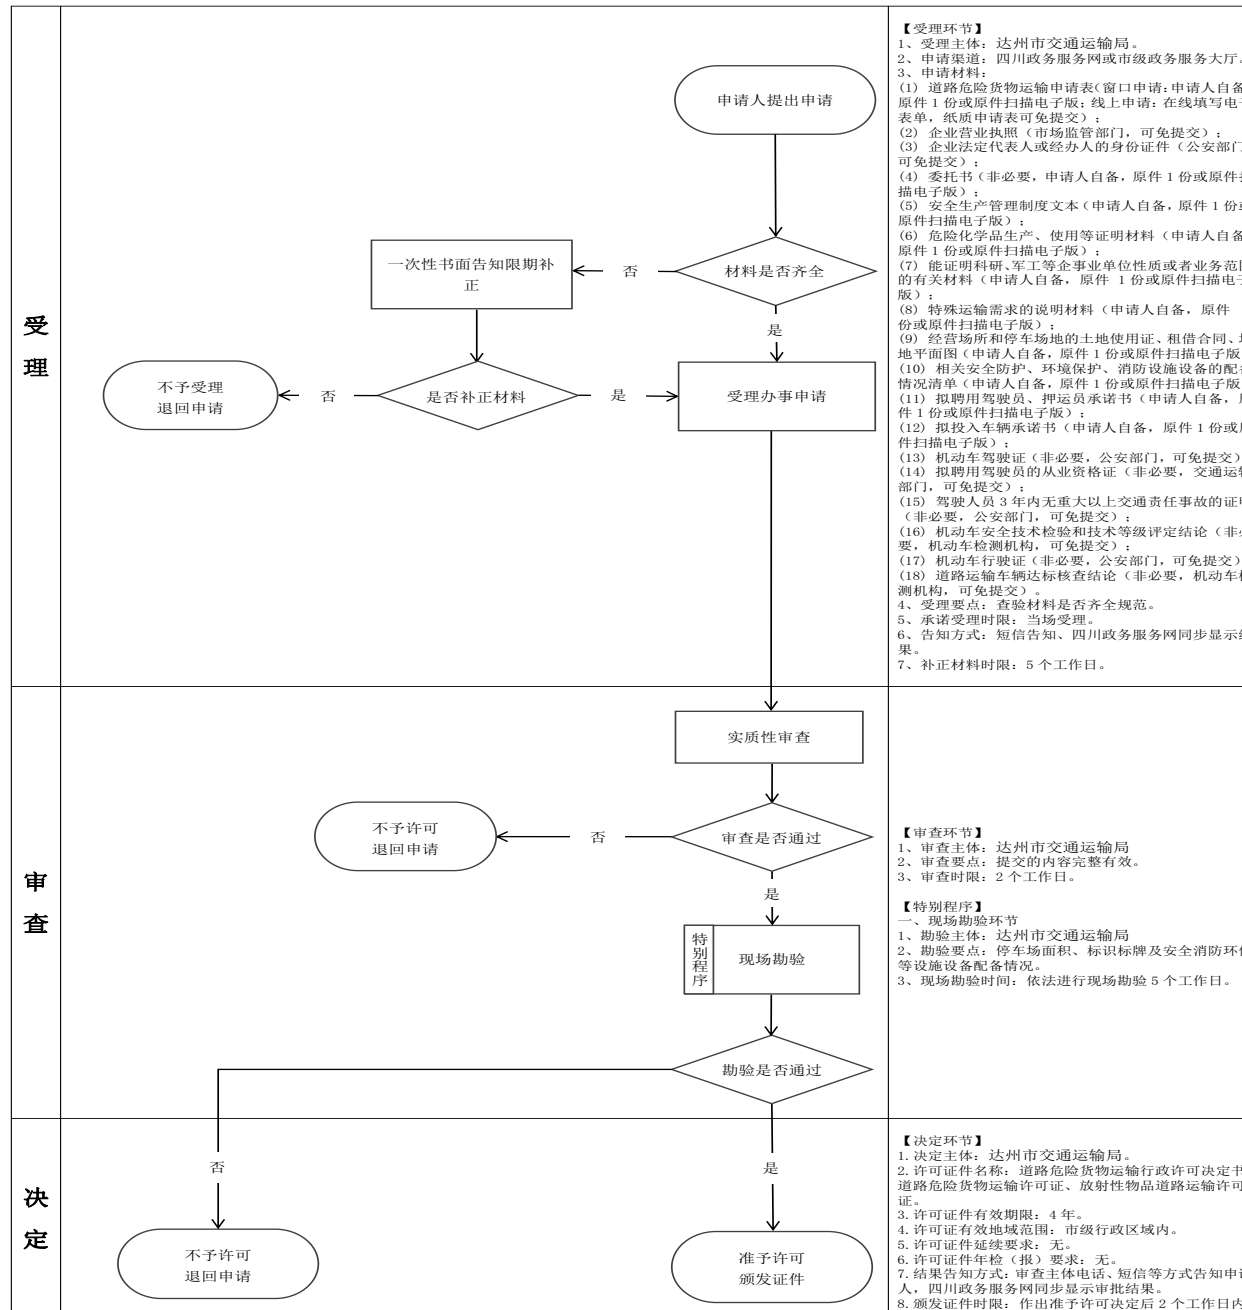 受
理
申请人提出申请
材料是否齐全
否
一次性书面告知限期补
正
是
是否补正材料
否
不予受理
退回申请
是
受理办事申请
【受理环节】
1、受理主体：达州市交通运输局。
2、申请渠道：四川政务服务网或市级政务服务大厅。
3、申请材料：
(1) 道路危险货物运输申请表（窗口申请：申请人自备
原件 1 份或原件扫描电子版；线上申请：在线填写电子
表单，纸质申请表可免提交）；
(2) 企业营业执照（市场监管部门，可免提交）；
(3) 企业法定代表人或经办人的身份证件（公安部门
可免提交）；
(4) 委托书（非必要，申请人自备，原件 1 份或原件扫
描电子版）；
(5) 安全生产管理制度文本（申请人自备，原件 1 份或
原件扫描电子版）；
(6) 危险化学品生产、使用等证明材料（申请人自备
原件 1 份或原件扫描电子版）；
(7) 能证明科研、军工等企事业单位性质或者业务范围
的有关材料（申请人自备，原件 1 份或原件扫描电子
版）；
(8) 特殊运输需求的说明材料（申请人自备，原件
份或原件扫描电子版）；
(9) 经营场所和停车场地的土地使用证、租借合同、场
地平面图（申请人自备，原件 1 份或原件扫描电子版
(10) 相关安全防护、环境保护、消防设施设备的配备
情况清单（申请人自备，原件 1 份或原件扫描电子版
(11) 拟聘用驾驶员、押运员承诺书（申请人自备，原
件 1 份或原件扫描电子版）；
(12) 拟投入车辆承诺书（申请人自备，原件 1 份或原
件扫描电子版）；
(13) 机动车驾驶证（非必要，公安部门，可免提交）
(14) 拟聘用驾驶员的从业资格证（非必要，交通运输
部门，可免提交）；
(15) 驾驶人员 3 年内无重大以上交通责任事故的证明
（非必要，公安部门，可免提交）；
(16) 机动车安全技术检验和技术等级评定结论（非必
要，机动车检测机构，可免提交）；
(17) 机动车行驶证（非必要，公安部门，可免提交）
(18) 道路运输车辆达标核查结论（非必要，机动车检
测机构，可免提交）。
4、受理要点：查验材料是否齐全规范。
5、承诺受理时限：当场受理。
6、告知方式：短信告知、四川政务服务网同步显示结
果。
7、补正材料时限：5 个工作日。
审
查
实质性审查
审查是否通过
否
不予许可
退回申请
是
特别程序
现场勘验
勘验是否通过
【审查环节】
1、审查主体：达州市交通运输局
2、审查要点：提交的内容完整有效。
3、审查时限：2 个工作日。
【特别程序】
一、现场勘验环节
1、勘验主体：达州市交通运输局
2、勘验要点：停车场面积、标识标牌及安全消防环保
等设施设备配备情况。
3、现场勘验时间：依法进行现场勘验 5 个工作日。
决
定
否
不予许可
退回申请
是
准予许可
颁发证件
【决定环节】
1. 决定主体：达州市交通运输局。
2. 许可证件名称：道路危险货物运输行政许可决定书
道路危险货物运输许可证、放射性物品道路运输许可
证。
3. 许可证件有效期限：4 年。
4. 许可证有效地域范围：市级行政区域内。
5. 许可证件延续要求：无。
6. 许可证件年检（报）要求：无。
7. 结果告知方式：审查主体电话、短信等方式告知申请
人，四川政务服务网同步显示审批结果。
8. 颁发证件时限：作出准予许可决定后 2 个工作日内